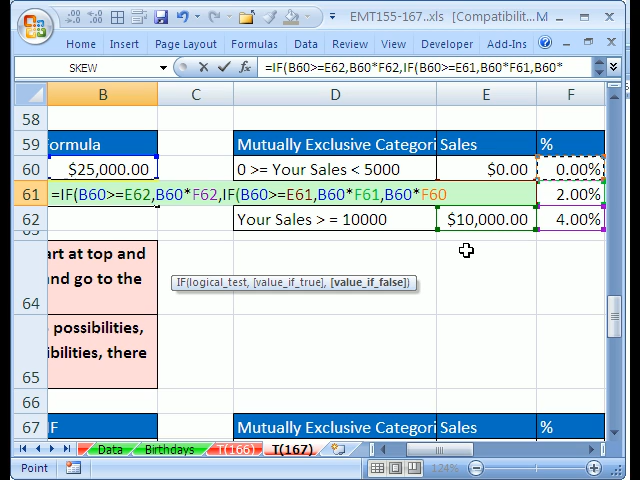 EMT155-167..xls [Compatibilit... M
Home Insert Page Layout Formulas Data Review View Developer Add-Ins
SKEW =IF(B60>=E62,B60*F62,IF(B60>=E61,B60*F61,B60*
B C D E F
58
59 ormula Mutually Exclusive Categori Sales %
60 $25,000.00 0 >= Your Sales < 5000 $0.00 0.00%
61 =IF(B60>=E62,B60*F62,IF(B60>=E61,B60*F61,B60*F60 2.00%
62 Your Sales > = 10000 $10,000.00 4.00%
63
art at top and
and go to the
IF(logical_test, [value_if_true], [value_if_false])
64
possibilities,
ibilities, there
65
66
67 IF Mutually Exclusive Categori Sales %
Data Birthdays T(166) T(167)
Point 124%